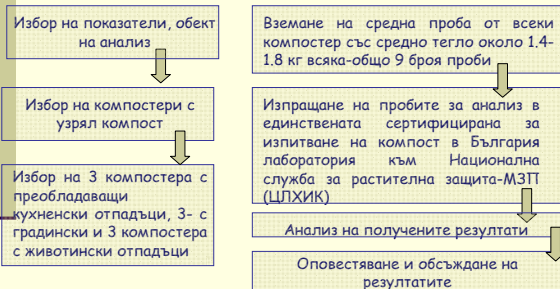 Избор на показатели, обект
на анализ
Избор на компостери с
узрял компост
Избор на 3 компостера с
преобладаващи
кухненски отпадъци, 3- с
градински и 3 компостера
с животински отпадъци
Вземане на средна проба от всеки
компостер със средно тегло около 1.4-
1.8 кг всяка-общо 9 броя проби
Изпращане на пробите за анализ в
единствената сертифицирана за
изпитване на компост в България
лаборатория към Национална
служба за растителна защита-МЗП
(ЦЛХИК)
Анализ на получените резултати
Оповестяване и обсъждане на
резултатите